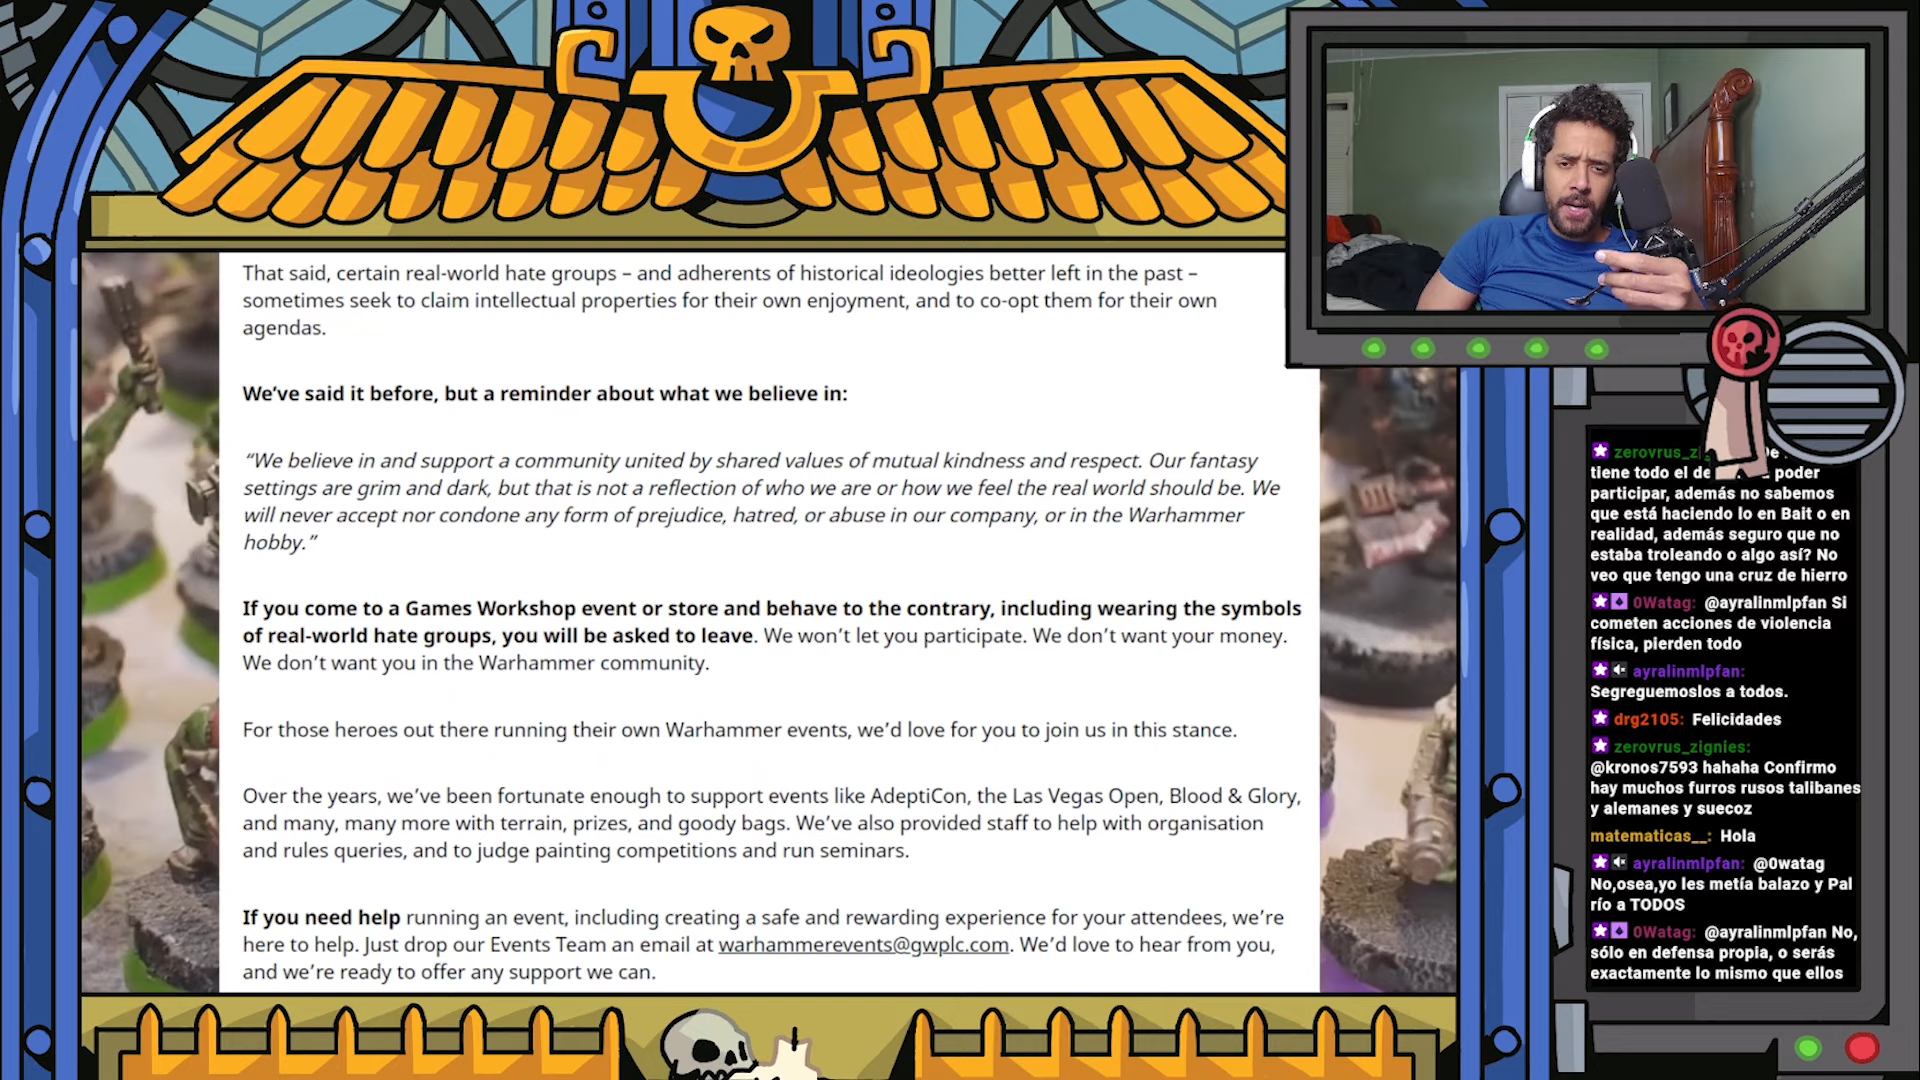 That said, certain real-world hate groups – and adherents of historical ideologies better left in the past –
sometimes seek to claim intellectual properties for their own enjoyment, and to co-opt them for their own
agendas.
We’ve said it before, but a reminder about what we believe in:
“We believe in and support a community united by shared values of mutual kindness and respect. Our fantasy
settings are grim and dark, but that is not a reflection of who we are or how we feel the real world should be. We
will never accept nor condone any form of prejudice, hatred, or abuse in our company, or in the Warhammer
hobby.”
If you come to a Games Workshop event or store and behave to the contrary, including wearing the symbols
of real-world hate groups, you will be asked to leave. We won’t let you participate. We don’t want your money.
We don’t want you in the Warhammer community.
For those heroes out there running their own Warhammer events, we’d love for you to join us in this stance.
Over the years, we’ve been fortunate enough to support events like AdeptiCon, the Las Vegas Open, Blood & Glory,
and many, many more with terrain, prizes, and goody bags. We’ve also provided staff to help with organisation
and rules queries, and to judge painting competitions and run seminars.
If you need help running an event, including creating a safe and rewarding experience for your attendees, we’re
here to help. Just drop our Events Team an email at warhammerevents@gwplc.com. We’d love to hear from you,
and we’re ready to offer any support we can.
tiene todo el poder
participar, además no sabemos
que está haciendo lo en Bait o en
realidad, además seguro que no
estaba troleando o algo así? No
veo que tengo una cruz de hierro
0Watag: @ayralinmlpfan Si
cometen acciones de violencia
física, pierden todo
ayralinmlpfan:
Segreguemoslos a todos.
drg2105: Felicidades
zerovrus_zignies:
@kronos7593 hahaha Confirmo
hay muchos furros rusos talibanes
y alemanes y suecoz
matematicas__: Hola
ayralinmlpfan: @0watag
No,osea,yo les metía balazo y Pal
río a TODOS
0Watag: @ayralinmlpfan No,
sólo en defensa propia, o serás
exactamente lo mismo que ellos